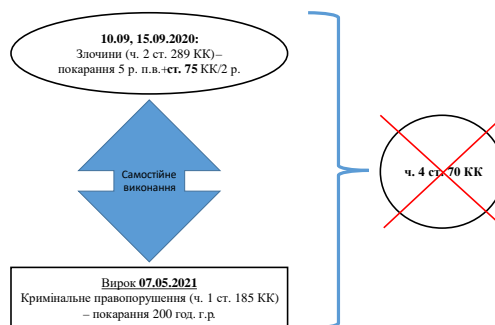 10.09, 15.09.2020:
Злочини (ч. 2 ст. 289 КК)–
покарання 5 р. п.в.+ст. 75 КК/2 р.
Самостійне
виконання
ч. 4 ст. 70 КК
Вирок 07.05.2021
Кримінальне правопорушення (ч. 1 ст. 185 КК)
– покарання 200 год. г.р.